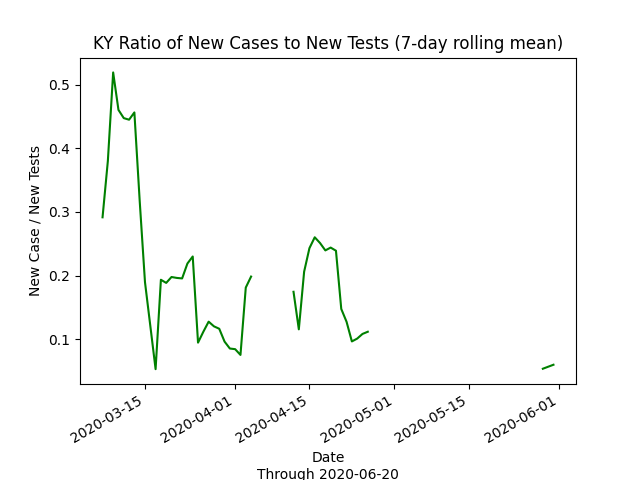 KY Ratio of New Cases to New Tests (7-day rolling mean)
New Case / New Tests
0.5
0.4
0.3
0.2
0.1
2020-03-15
2020-04-01
2020-04-15
2020-05-01
2020-05-15
2020-06-01
Date
Through 2020-06-20